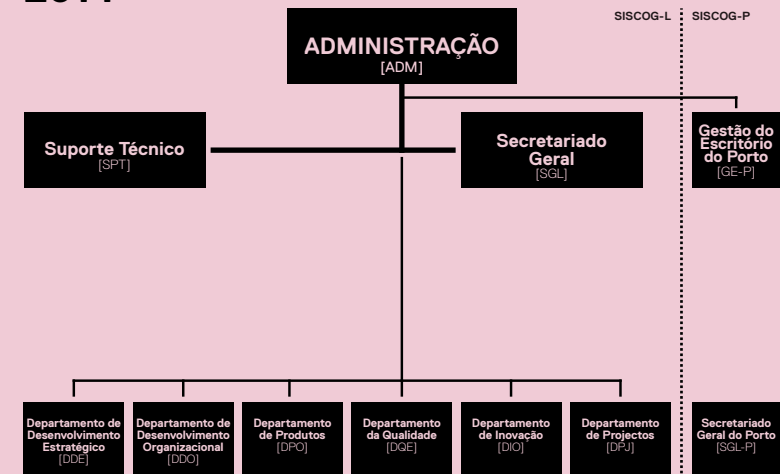 SISCOG-L
SISCOG-P
ADMINISTRAÇÃO
[ADM]
Suporte Técnico
[SPT]
Secretariado
Geral
[SGL]
Gestão do
Escritório
do Porto
[GE-P]
Departamento de
Desenvolvimento
Estratégico
[DDE]
Departamento de
Desenvolvimento
Organizacional
[DDO]
Departamento
de Produtos
[DPO]
Departamento
da Qualidade
[DQE]
Departamento
de Inovação
[DIO]
Departamento
de Projectos
[DPJ]
Secretariado
Geral do Porto
[SGL-P]